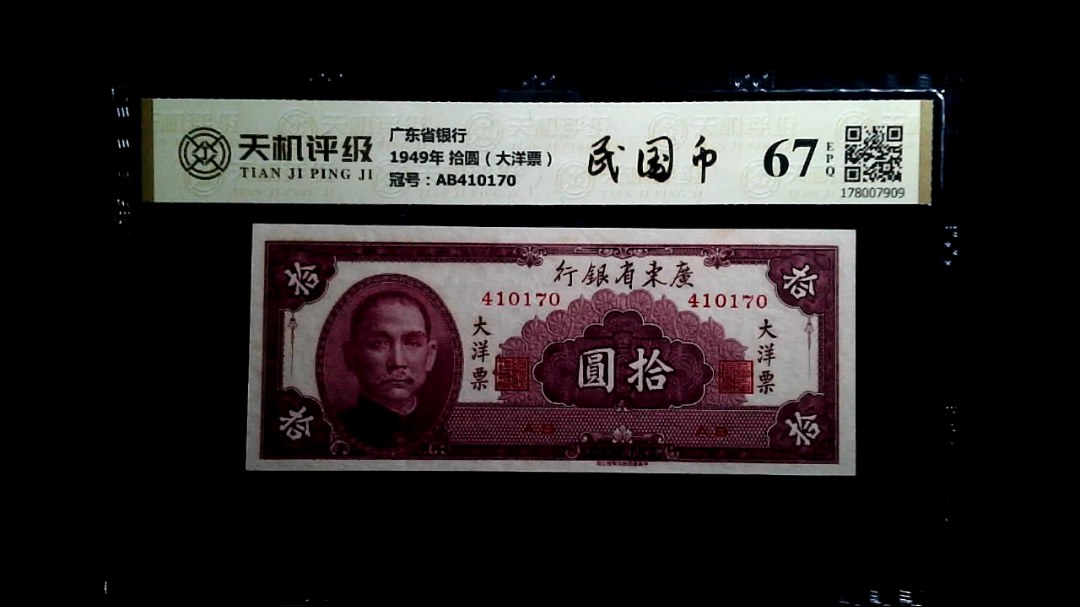 天机评级
TIAN JI PING JI
广东省银行
1949年 拾圆（大洋票）
冠号：AB410170
民国币
67
EPQ
178007909
行銀省東廣
410170
410170
大洋票
大洋票
圓拾
拾
拾
拾
拾
AB
AB